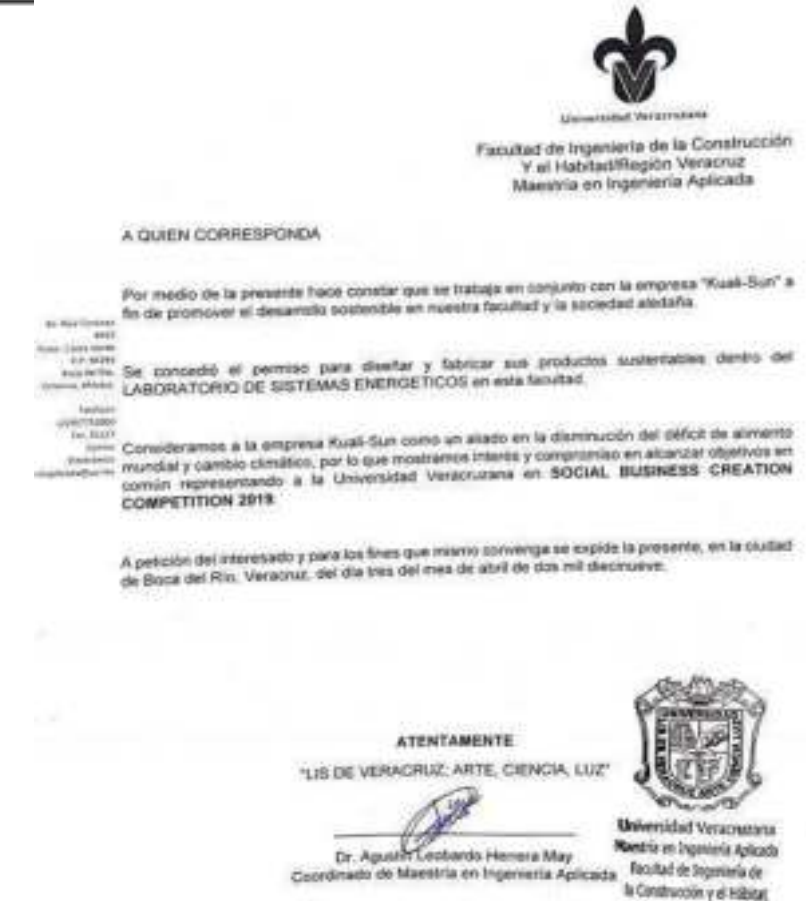 Universidad Veracruzana
Facultad de Ingeniería de la Construcción
Y el Habitad/Región Veracruz
Maestría en Ingeniería Aplicada
A QUIEN CORRESPONDA
Por medio de la presente hace constar que se trabaja en conjunto con la empresa "Kuali-Sun" a
fin de promover el desarrollo sostenible en nuestra facultad y la sociedad aledaña.
Se concedió el permiso para diseñar y fabricar sus productos sustentables dentro del
LABORATORIO DE SISTEMAS ENERGETICOS en esta facultad.
Consideramos a la empresa Kuali-Sun como un aliado en la disminución del déficit de alimento
mundial y cambio climático, por lo que mostramos interés y compromiso en alcanzar objetivos en
común representando a la Universidad Veracruzana en SOCIAL BUSINESS CREATION
COMPETITION 2019
A petición del interesado y para los fines que mismo convenga se expide la presente, en la ciudad
de Boca del Río, Veracruz, del día tres del mes de abril de dos mil diecinueve.
ATENTAMENTE
"LIS DE VERACRUZ: ARTE, CIENCIA, LUZ"
Dr. Agustín Leobardo Herrera May
Coordinado de Maestría en Ingeniería Aplicada
Universidad Veracruzana
Maestría en Ingeniería Aplicada
Facultad de Ingeniería de
la Construcción y el Hábitat